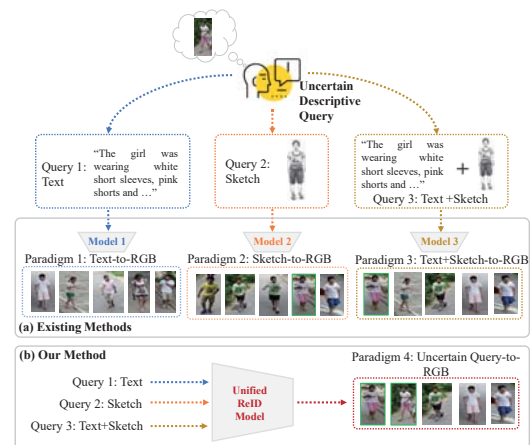 Uncertain
Descriptive
Query
Query 1:
Text
“The girl was
wearing white
short sleeves, pink
shorts and …”
Query 2:
Sketch
“The girl was
wearing white
short sleeves, pink
shorts and …”
+
Query 3: Text +Sketch
Model 1
Model 2
Model 3
Paradigm 1: Text-to-RGB
Paradigm 2: Sketch-to-RGB
Paradigm 3: Text+Sketch-to-RGB
(a) Existing Methods
(b) Our Method
Query 1: Text
Query 2: Sketch
Query 3: Text+Sketch
Unified
ReID
Model
Paradigm 4: Uncertain Query-to-
RGB